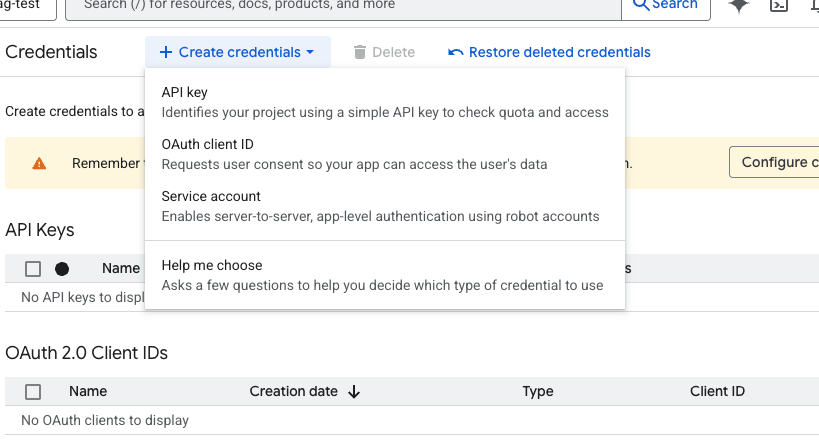 ag-test
Search (/) for resources, docs, products, and more
Search
Credentials
Create credentials
Delete
Restore deleted credentials
API key
Identifies your project using a simple API key to check quota and access
Create credentials to a
OAuth client ID
Requests user consent so your app can access the user's data
Remember
n.
Configure c
Service account
Enables server-to-server, app-level authentication using robot accounts
API Keys
Help me choose
Asks a few questions to help you decide which type of credential to use
Name
s
No API keys to displ
OAuth 2.0 Client IDs
Name Creation date Type Client ID
No OAuth clients to display